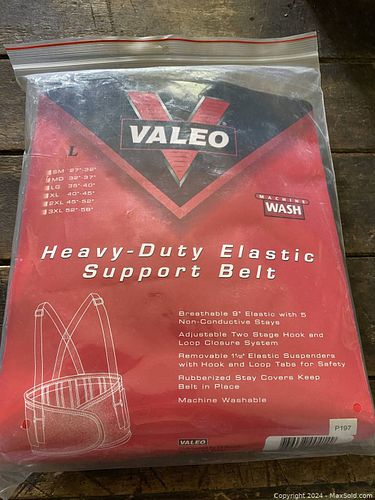 VALEO
L
SM 27"-32"
MD 32"-37"
LG 35"-40"
XL 40"-45"
2XL 45"-52"
3XL 52"-58"
MACHINE
WASH
Heavy-Duty Elastic
Support Belt
Breathable 9" Elastic with 5
Non-Conductive Stays
Adjustable Two Stage Hook and
Loop Closure System
Removable 1½" Elastic Suspenders
with Hook and Loop Tabs for Safety
Rubberized Stay Covers Keep
Belt in Place
Machine Washable
P197
VALEO
Copyright 2024 - MaxSold.com